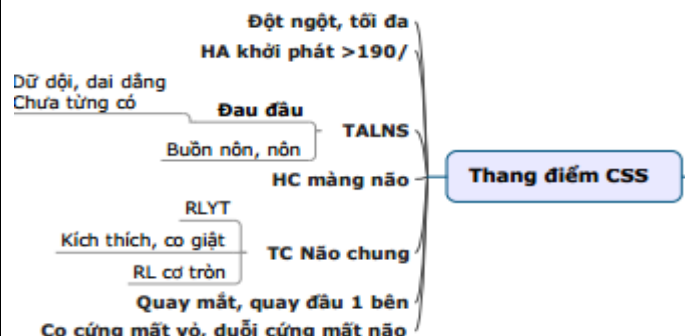 Đột ngột, tối đa
HA khởi phát >190/
Dữ dội, dai dẳng
Chưa từng có
Đau đầu
TALNS
Buồn nôn, nôn
HC màng não
Thang điểm CSS
RLYT
Kích thích, co giật
TC Não chung
RL cơ tròn
Quay mắt, quay đầu 1 bên
Co cứng mất vỏ, duỗi cứng mất não